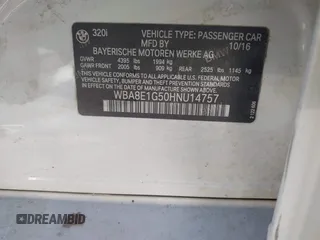 320i VEHICLE TYPE: PASSENGER CAR
BAYERISCHE MOTOREN WERKE AG 10/16
GVWR 4395 lbs 1994 kg
GAWR FRONT 2005 lbs 909 kg REAR 2525 lbs 1145 kg
THIS VEHICLE CONFORMS TO ALL APPLICABLE U.S. FEDERAL MOTOR
VEHICLE SAFETY, BUMPER, AND THEFT PREVENTION STANDARDS
IN EFFECT ON THE DATE OF MANUFACTURE SHOWN ABOVE.
WBA8E1G50HNU14757
DREAMBID